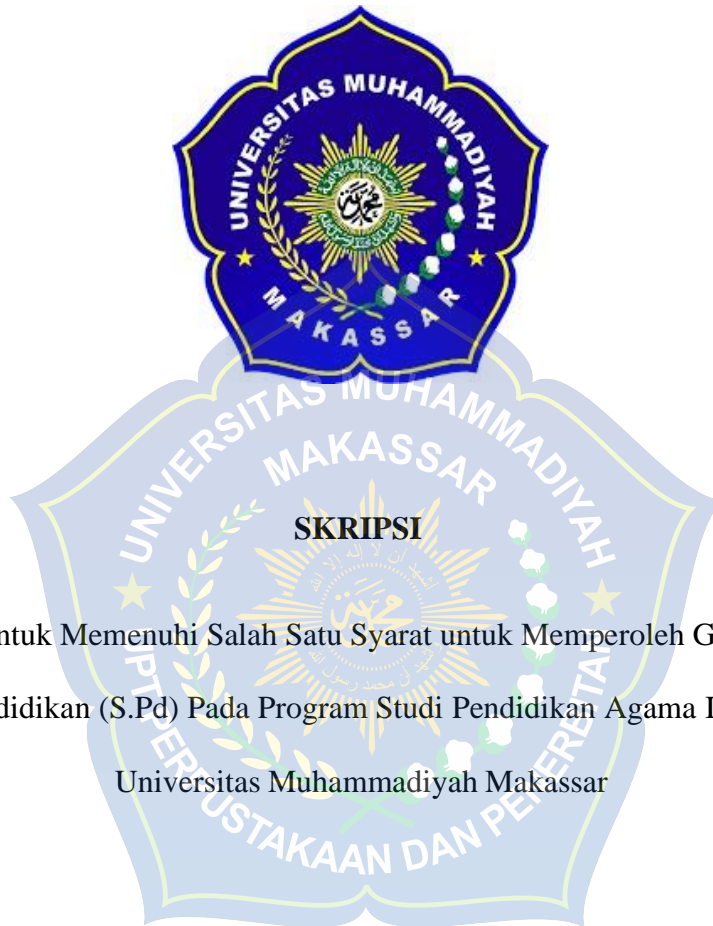 UNIVERSITAS MUHAMMADIYAH
MAKASSAR
UNIVERSITAS MUHAMMADIYAH
MAKASSAR
SKRIPSI
ntuk Memenuhi Salah Satu Syarat untuk Memperoleh G
didikan (S.Pd) Pada Program Studi Pendidikan Agama I
Universitas Muhammadiyah Makassar
UPT PERPUSTAKAAN DAN PENERBITAN